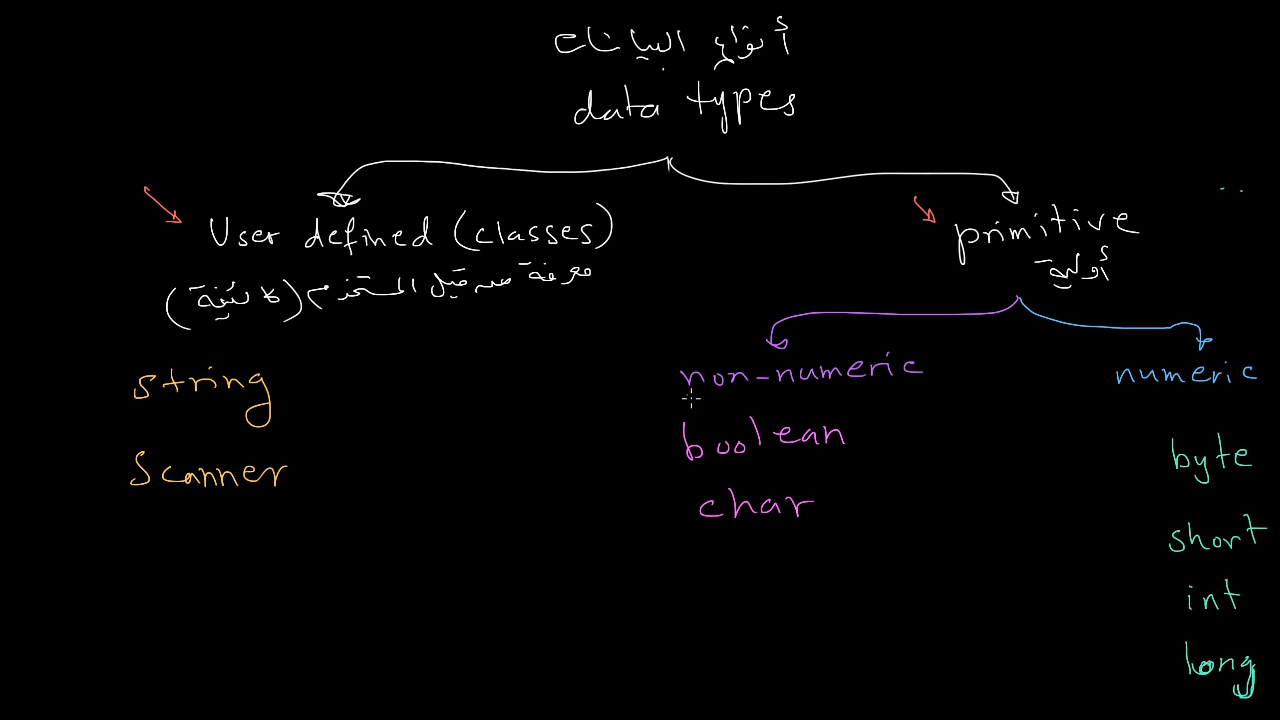 أنواع البيانات
data types
User defined (classes)
معرفة من قبل المستخدم (كائنية)
string
Scanner
primitive
أولية
non-numeric
boolean
char
numeric
byte
short
int
long